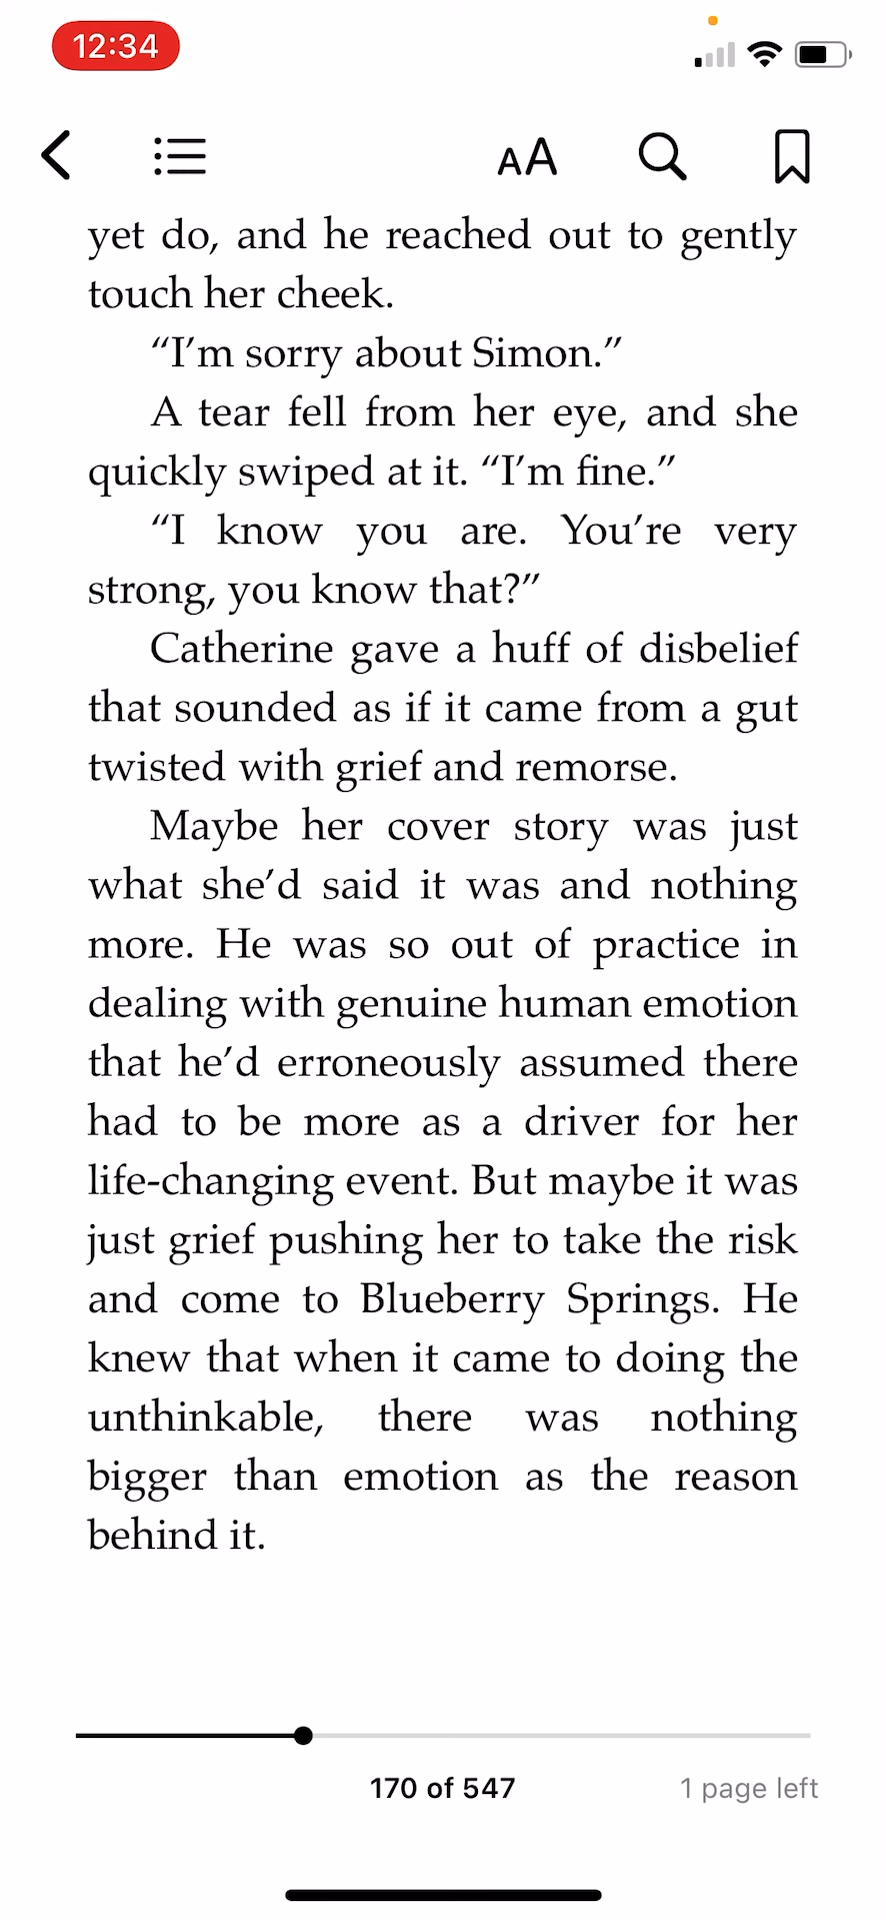 12:34
AA
yet do, and he reached out to gently
touch her cheek.
“I’m sorry about Simon.”
A tear fell from her eye, and she
quickly swiped at it. “I’m fine.”
“I know you are. You’re very
strong, you know that?”
Catherine gave a huff of disbelief
that sounded as if it came from a gut
twisted with grief and remorse.
Maybe her cover story was just
what she’d said it was and nothing
more. He was so out of practice in
dealing with genuine human emotion
that he’d erroneously assumed there
had to be more as a driver for her
life-changing event. But maybe it was
just grief pushing her to take the risk
and come to Blueberry Springs. He
knew that when it came to doing the
unthinkable, there was nothing
bigger than emotion as the reason
behind it.
170 of 547
1 page left